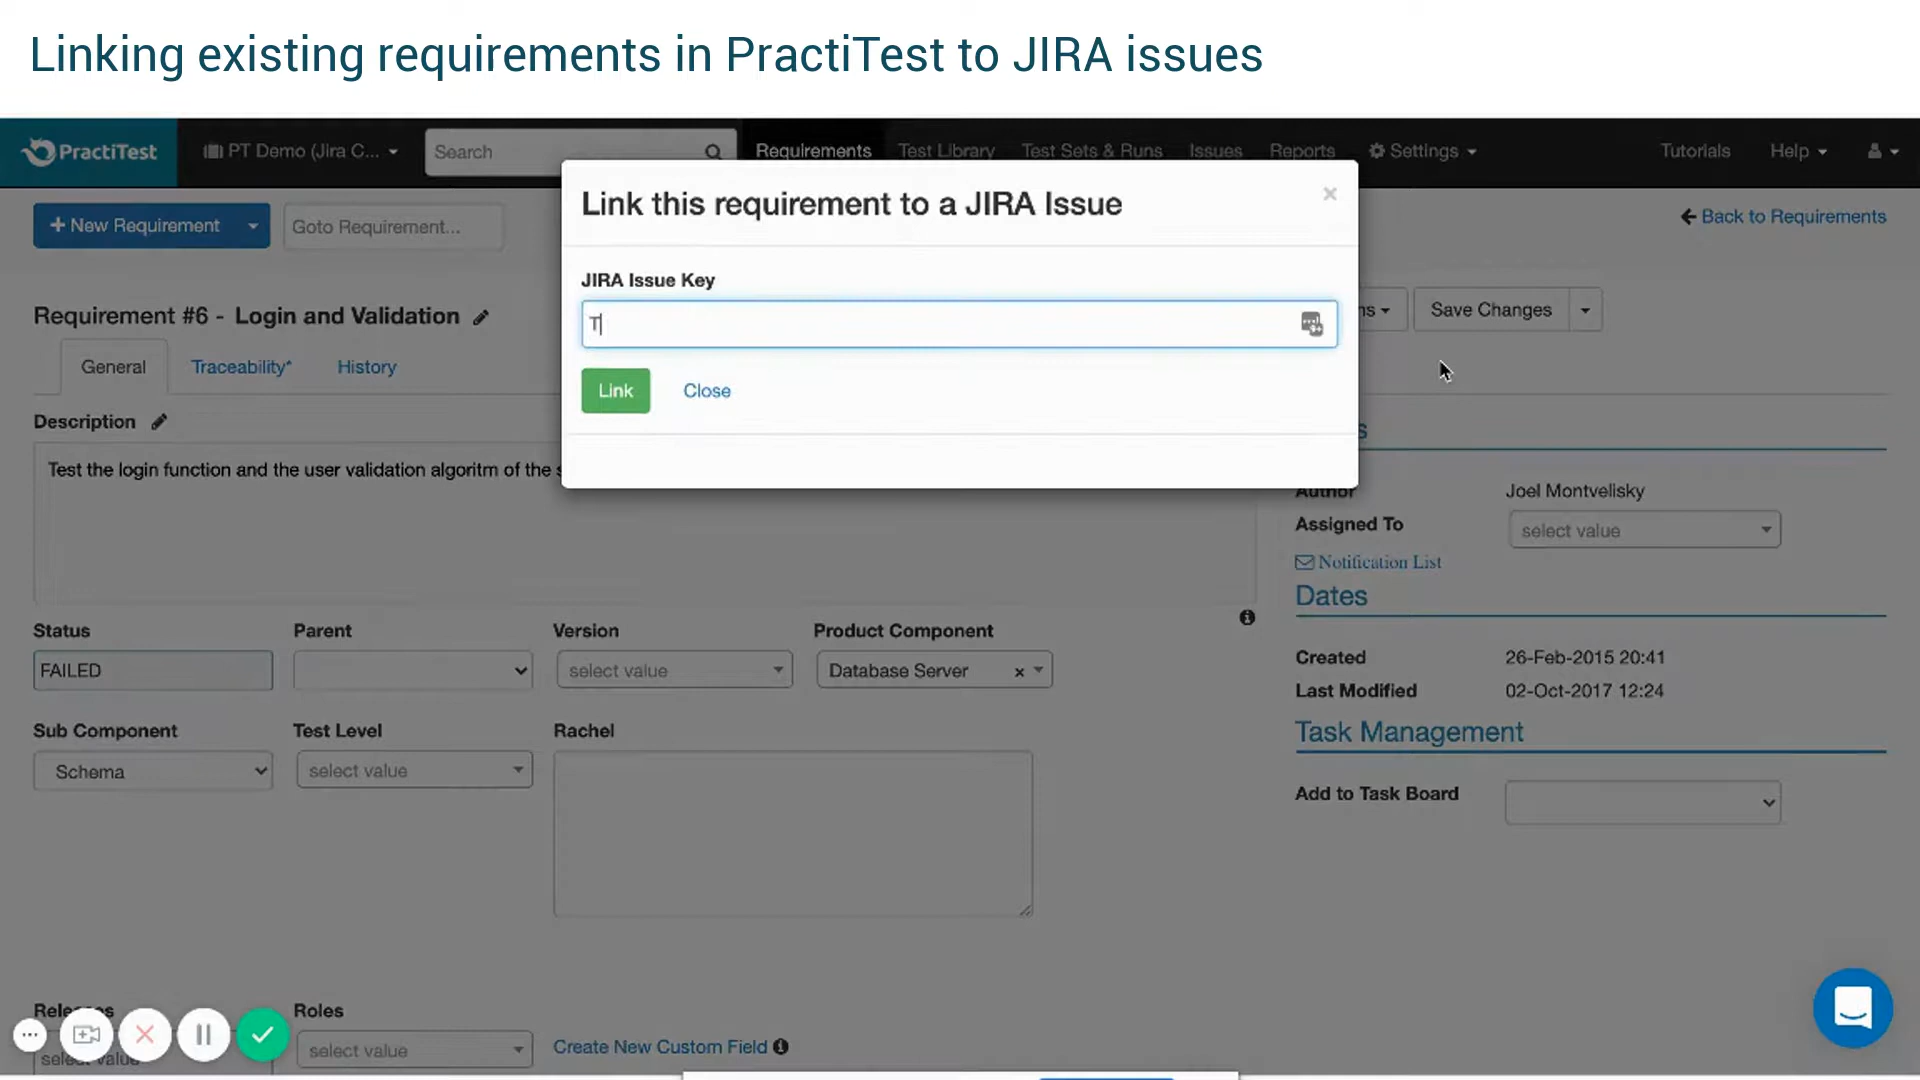 Linking existing requirements in PractiTest to JIRA issues
PractiTest
PT Demo (Jira C...
Search
Requirements
Test Library
Test Sets & Runs
Issues
Reports
Settings
Tutorials
Help
Link this requirement to a JIRA Issue
×
+ New Requirement
Goto Requirement...
Back to Requirements
JIRA Issue Key
T
Requirement #6 - Login and Validation
Save Changes
General
Traceability*
History
Link
Close
Description
Test the login function and the user validation algoritm of the
Author
Joel Montvelisky
Assigned To
select value
Notification List
Dates
Status
Parent
Version
Product Component
FAILED
select value
Database Server ×
Created
26-Feb-2015 20:41
Last Modified
02-Oct-2017 12:24
Sub Component
Test Level
Rachel
Task Management
Schema
select value
Add to Task Board
Releases
Roles
select value
select value
Create New Custom Field